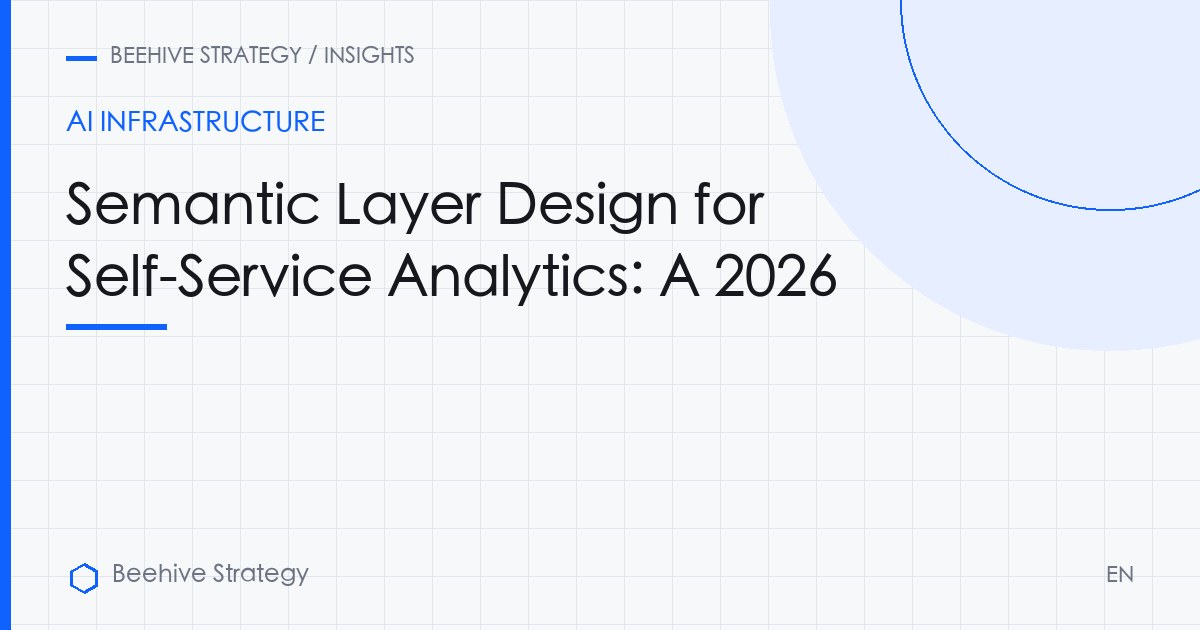 BEEHIVE STRATEGY / INSIGHTS
AI INFRASTRUCTURE
Semantic Layer Design for
Self-Service Analytics: A 2026
Beehive Strategy
EN